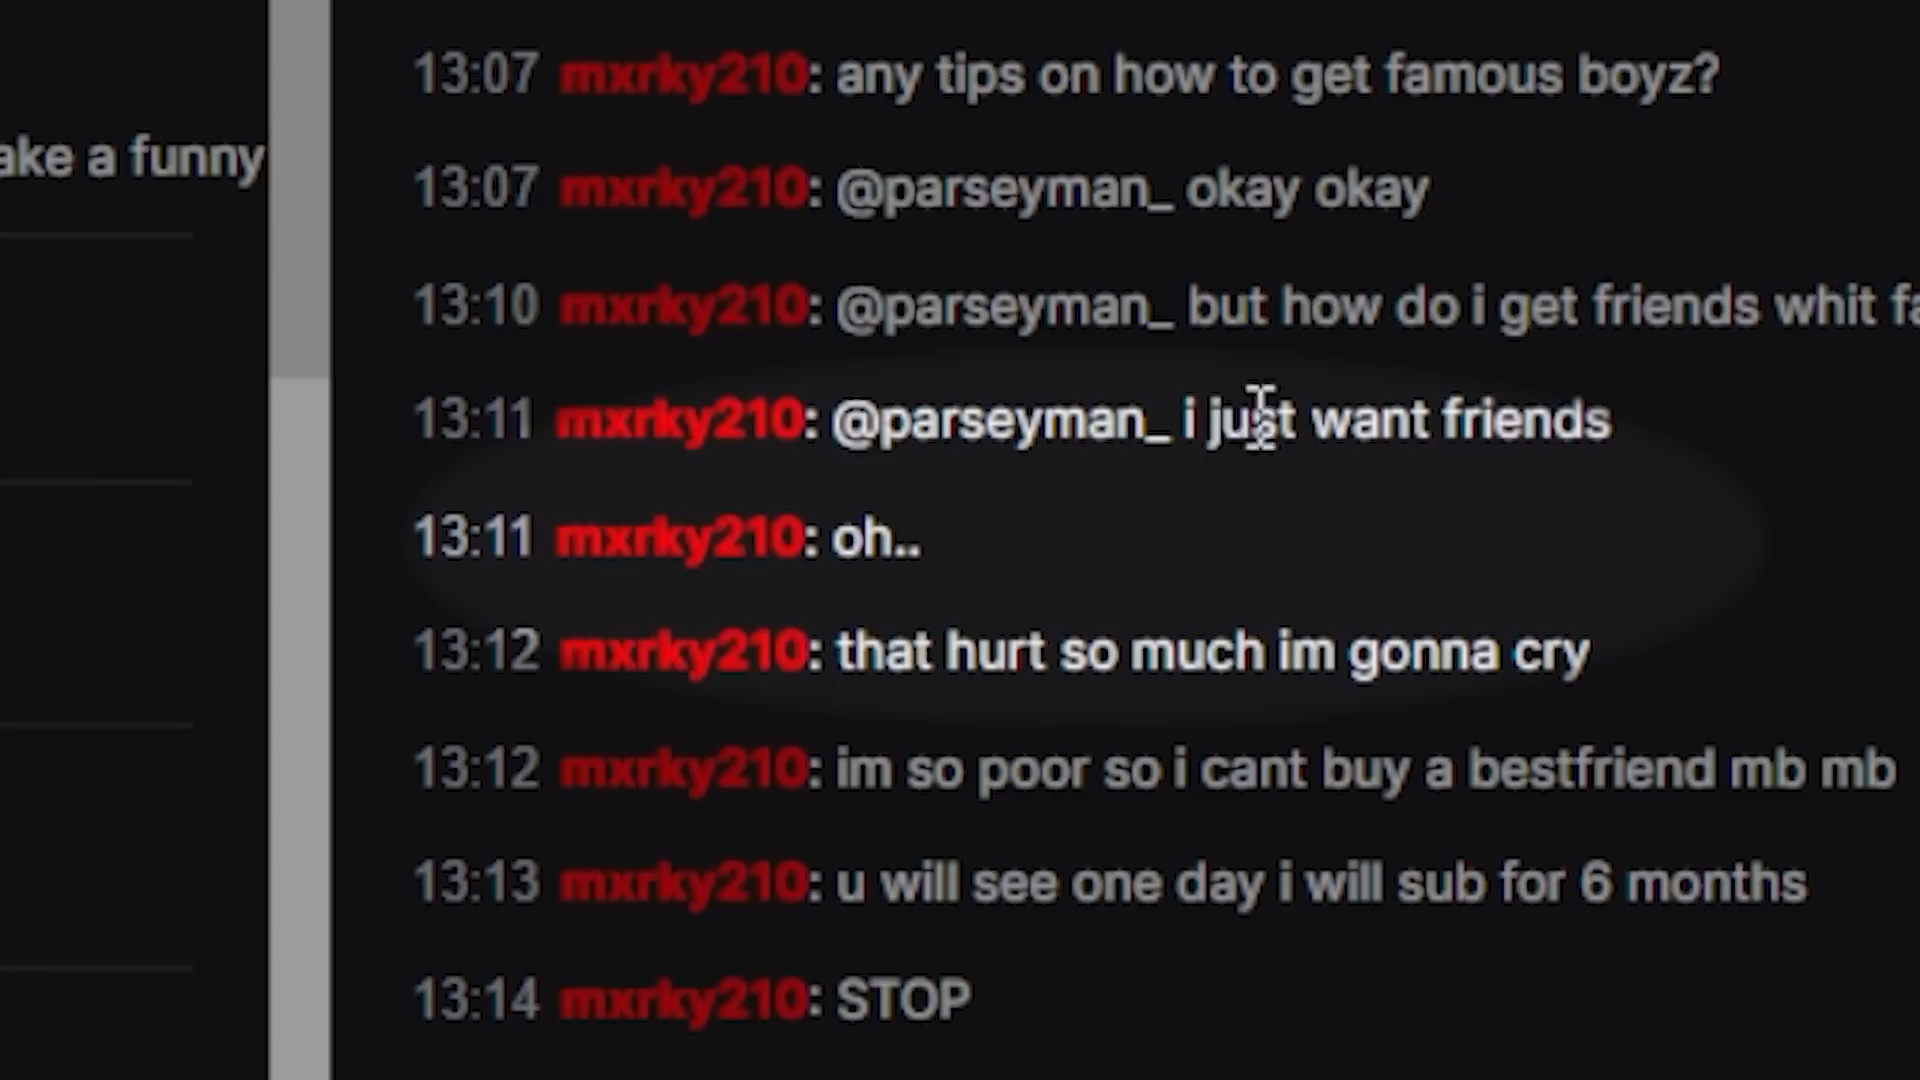 13:07 mxrky210: any tips on how to get famous boyz?
ake a funny
13:07 mxrky210: @parseyman_ okay okay
13:10 mxrky210: @parseyman_ but how do i get friends whit fa
13:11 mxrky210: @parseyman_ i just want friends
13:11 mxrky210: oh..
13:12 mxrky210: that hurt so much im gonna cry
13:12 mxrky210: im so poor so i cant buy a bestfriend mb mb
13:13 mxrky210: u will see one day i will sub for 6 months
13:14 mxrky210: STOP